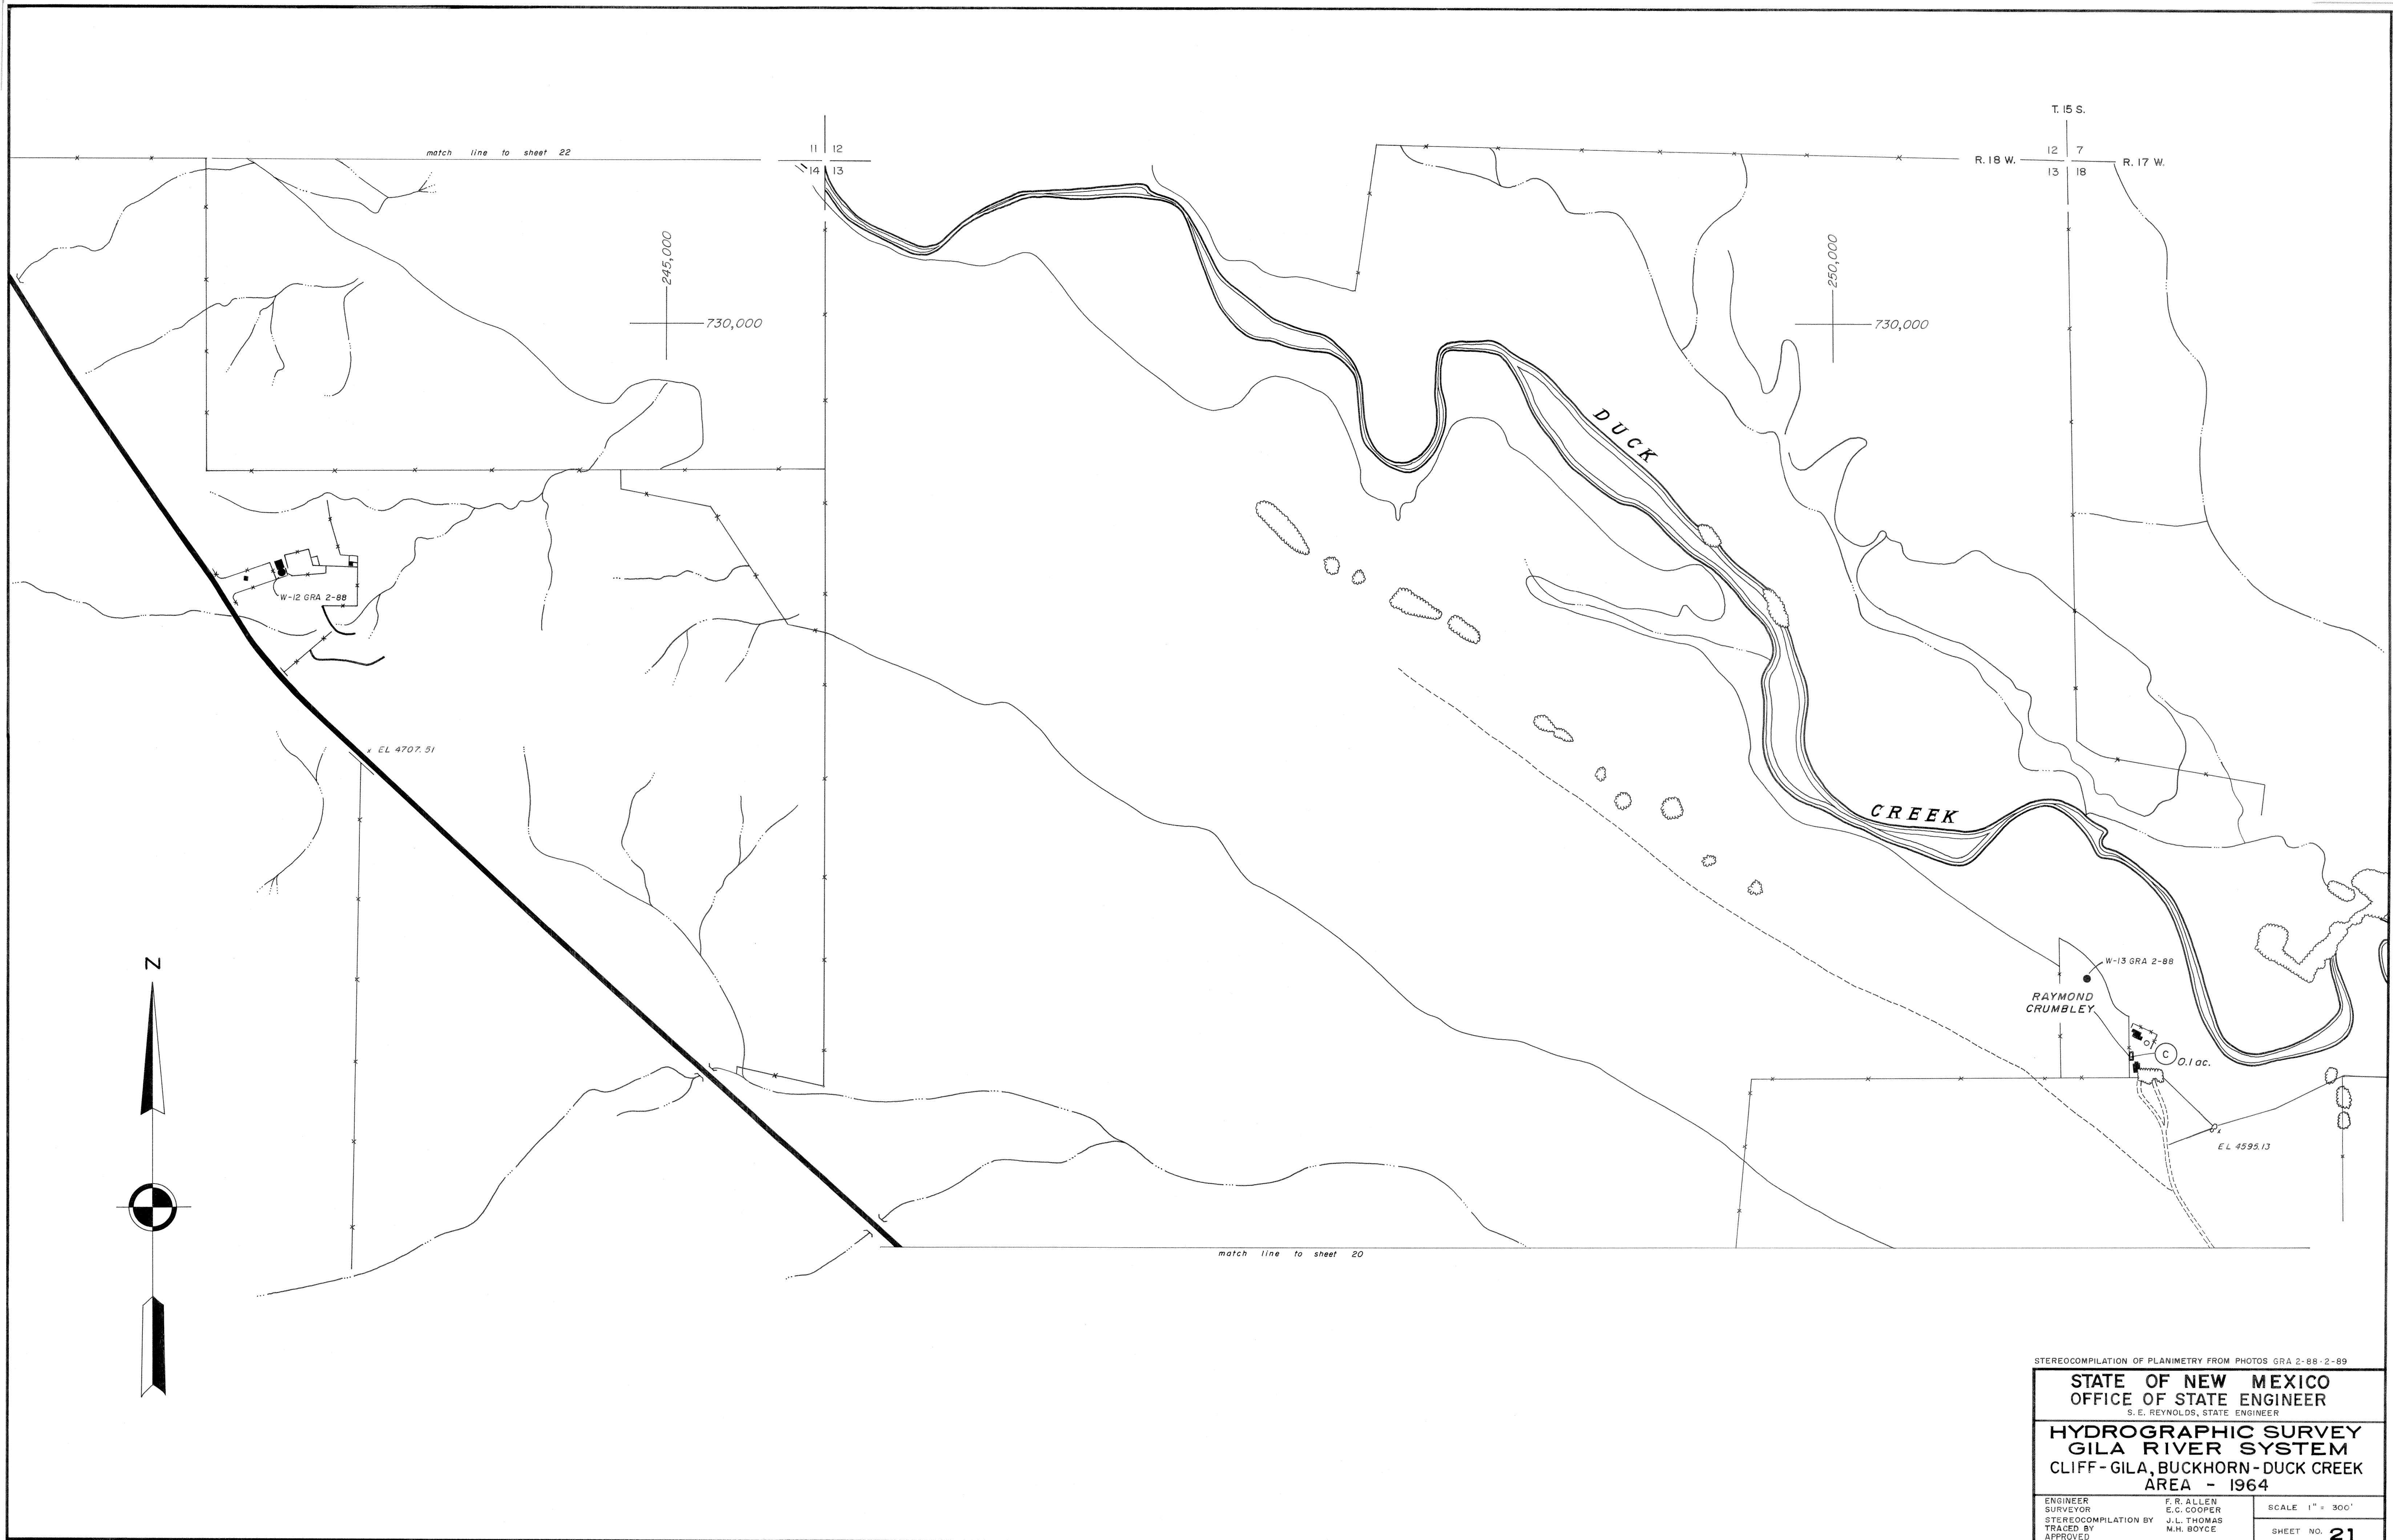 T. 15 S.
match line to sheet 22
11 12
14 13
R. 18 W.
12 7
13 18
R. 17 W.
245,000
730,000
250,000
730,000
DUCK
W-12 GRA 2-88
EL 4707.51
CREEK
N
W-13 GRA 2-88
RAYMOND
CRUMBLEY
C
0.1 ac.
EL 4595.13
match line to sheet 20
STEREOCOMPILATION OF PLANIMETRY FROM PHOTOS GRA 2-88-2-89
STATE OF NEW MEXICO
OFFICE OF STATE ENGINEER
S. E. REYNOLDS, STATE ENGINEER
HYDROGRAPHIC SURVEY
GILA RIVER SYSTEM
CLIFF-GILA, BUCKHORN-DUCK CREEK
AREA - 1964
ENGINEER F. R. ALLEN
SURVEYOR E.C. COOPER
STEREOCOMPILATION BY J.L. THOMAS
TRACED BY M.H. BOYCE
APPROVED
SCALE 1" = 300'
SHEET NO. 21